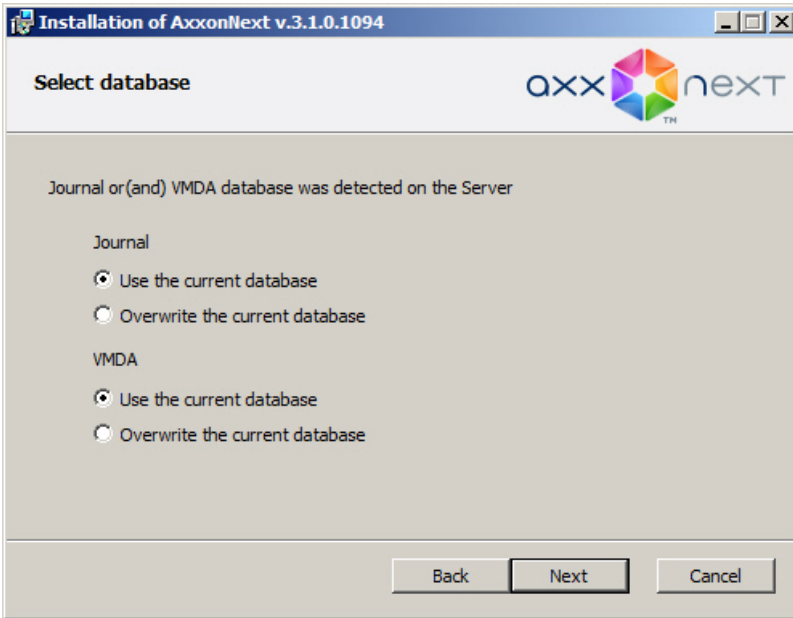 Installation of AxxonNext v.3.1.0.1094
Select database
axxonext
TM
Journal or(and) VMDA database was detected on the Server
Journal
Use the current database
Overwrite the current database
VMDA
Use the current database
Overwrite the current database
Back Next Cancel